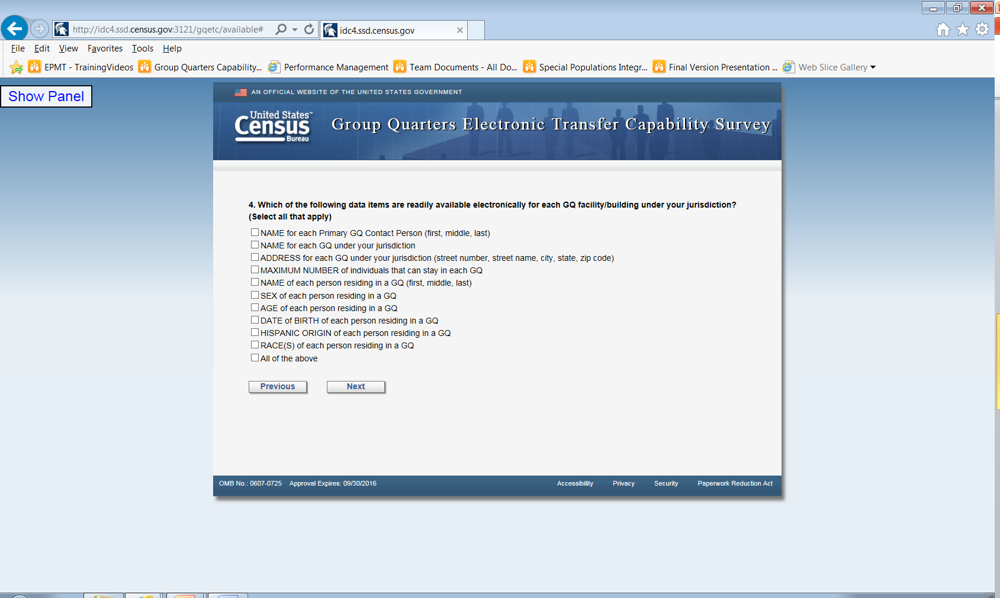 http://idc4.ssd.census.gov:3121/gqetc/available#
idc4.ssd.census.gov
File Edit View Favorites Tools Help
EPMT - TrainingVideos Group Quarters Capability... Performance Management Team Documents - All Do... Special Populations Integr... Final Version Presentation ... Web Slice Gallery
Show Panel
AN OFFICIAL WEBSITE OF THE UNITED STATES GOVERNMENT
United States™
Census
Bureau
Group Quarters Electronic Transfer Capability Survey
4. Which of the following data items are readily available electronically for each GQ facility/building under your jurisdiction?
(Select all that apply)
NAME for each Primary GQ Contact Person (first, middle, last)
NAME for each GQ under your jurisdiction
ADDRESS for each GQ under your jurisdiction (street number, street name, city, state, zip code)
MAXIMUM NUMBER of individuals that can stay in each GQ
NAME of each person residing in a GQ (first, middle, last)
SEX of each person residing in a GQ
AGE of each person residing in a GQ
DATE of BIRTH of each person residing in a GQ
HISPANIC ORIGIN of each person residing in a GQ
RACE(S) of each person residing in a GQ
All of the above
Previous Next
OMB No.: 0607-0725 Approval Expires: 09/30/2016 Accessibility Privacy Security Paperwork Reduction Act